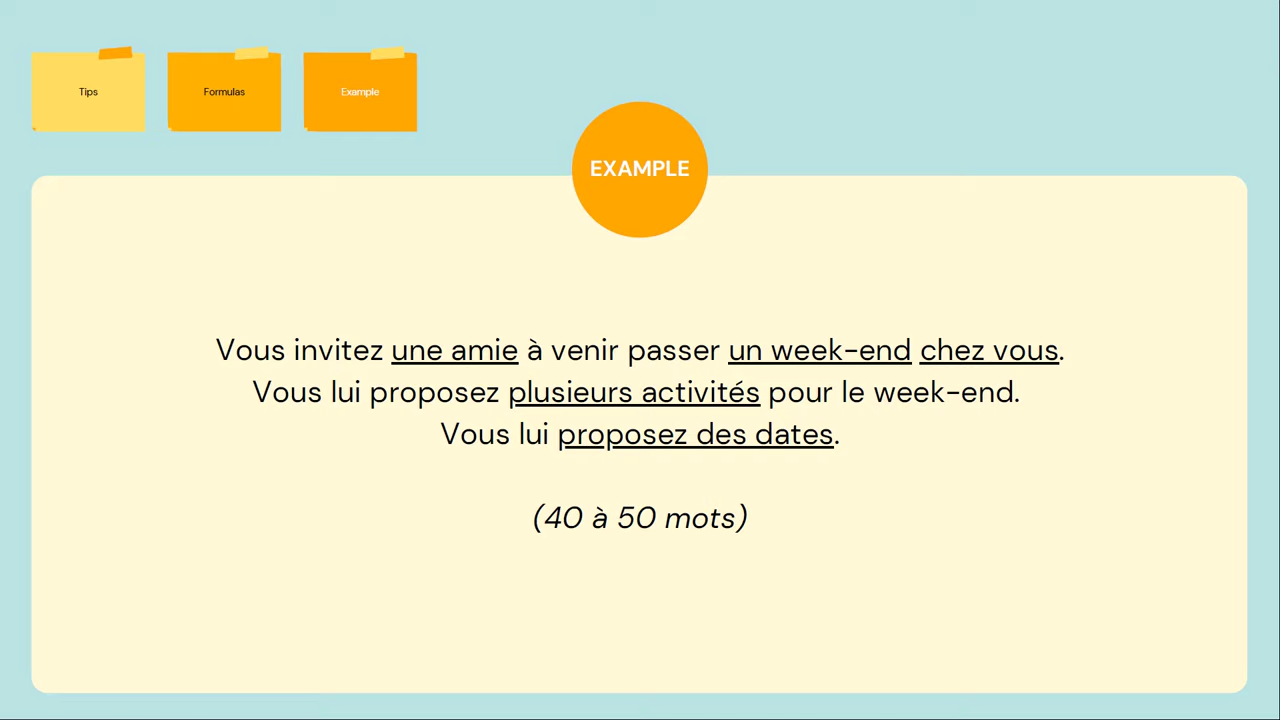 Tips
Formulas
Example
EXAMPLE
Vous invitez une amie à venir passer un week-end chez vous.
Vous lui proposez plusieurs activités pour le week-end.
Vous lui proposez des dates.
(40 à 50 mots)